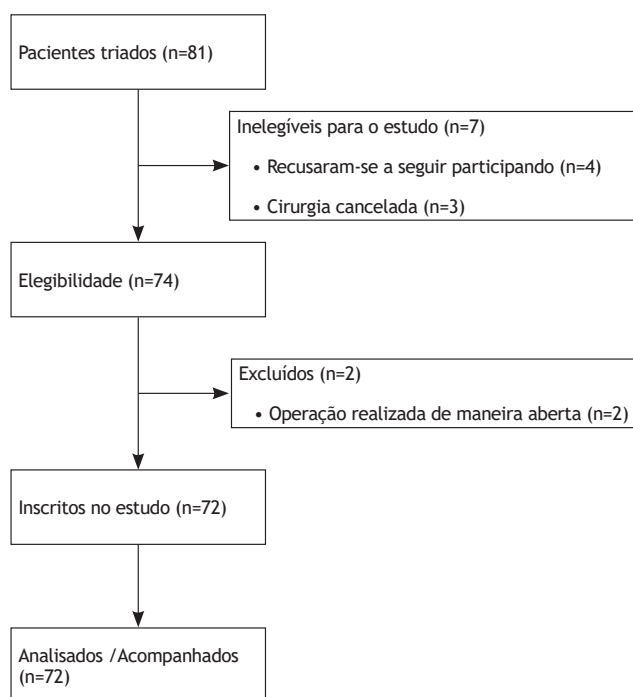 Pacientes triados (n=81)
Inelegíveis para o estudo (n=7)
• Recusaram-se a seguir participando (n=4)
• Cirurgia cancelada (n=3)
Elegibilidade (n=74)
Excluídos (n=2)
• Operação realizada de maneira aberta (n=2)
Inscritos no estudo (n=72)
Analisados /Acompanhados
(n=72)